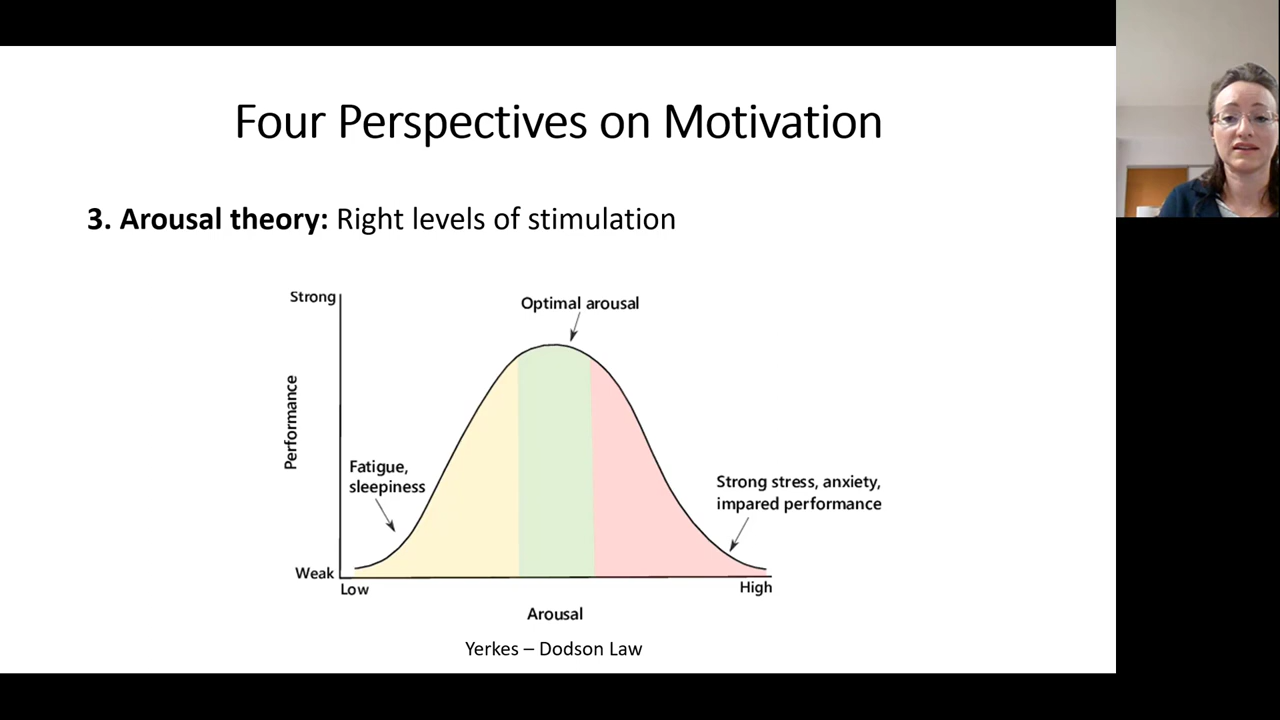 Four Perspectives on Motivation
3. Arousal theory: Right levels of stimulation
Strong
Optimal arousal
Performance
Fatigue,
sleepiness
Strong stress, anxiety,
impared performance
Weak
Low
High
Arousal
Yerkes – Dodson Law